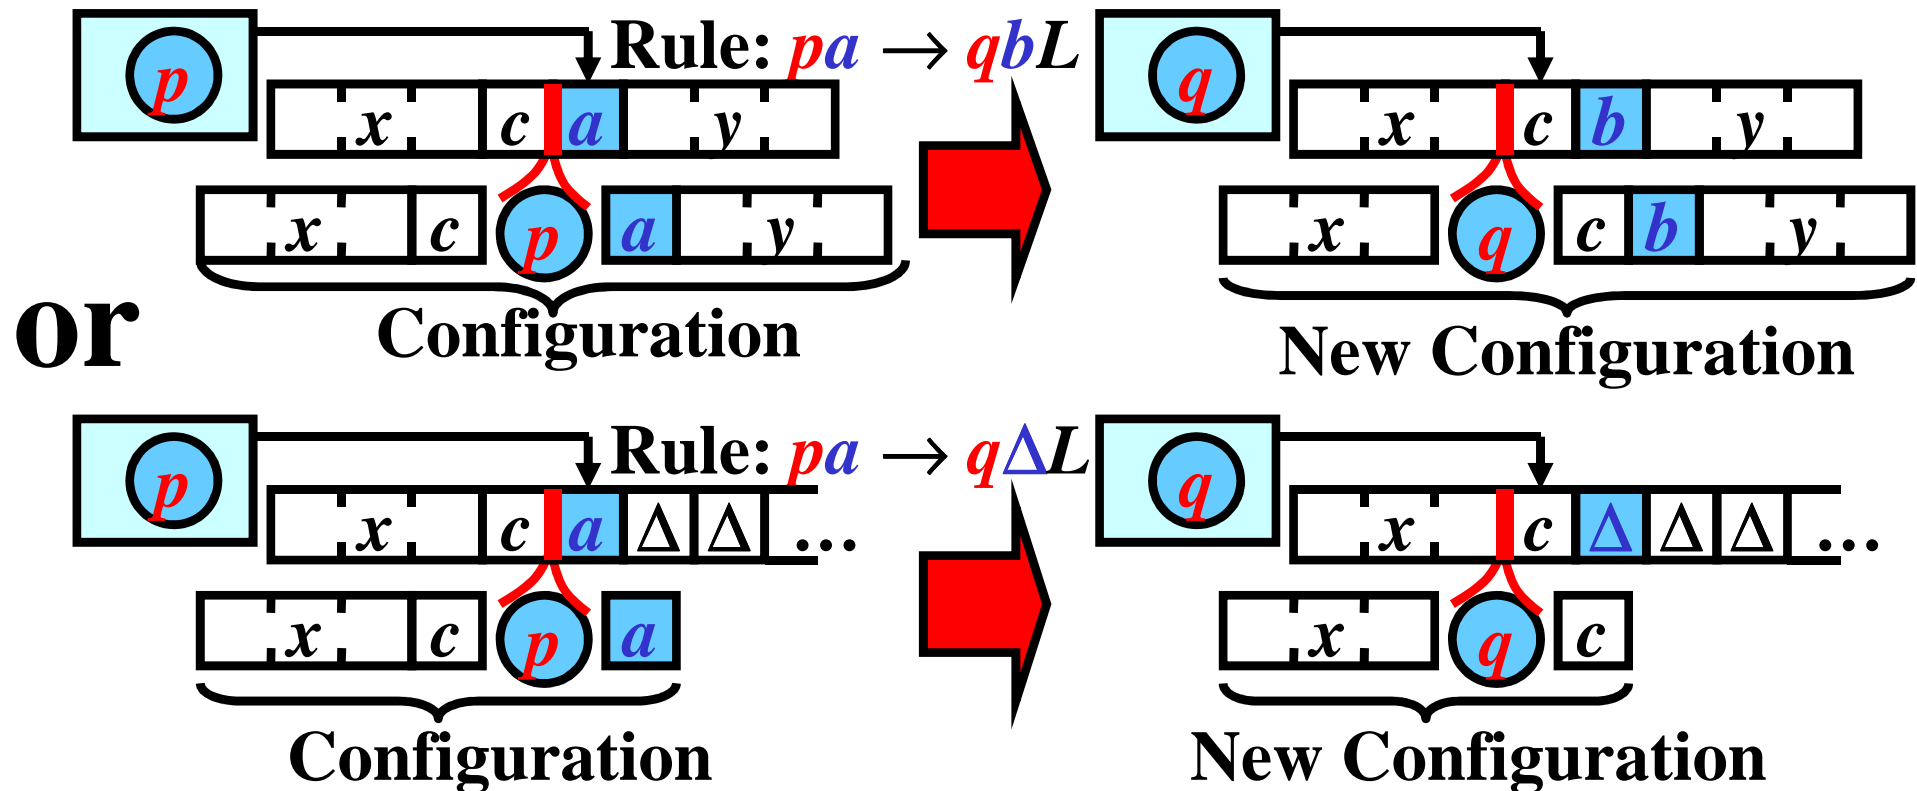 p Rule: pa → qbL q
x c a y x c b y
x c p a y x q c b y
or Configuration New Configuration
p Rule: pa → qΔL q
x c a Δ Δ ... x c Δ Δ Δ ...
x c p a x q c
Configuration New Configuration